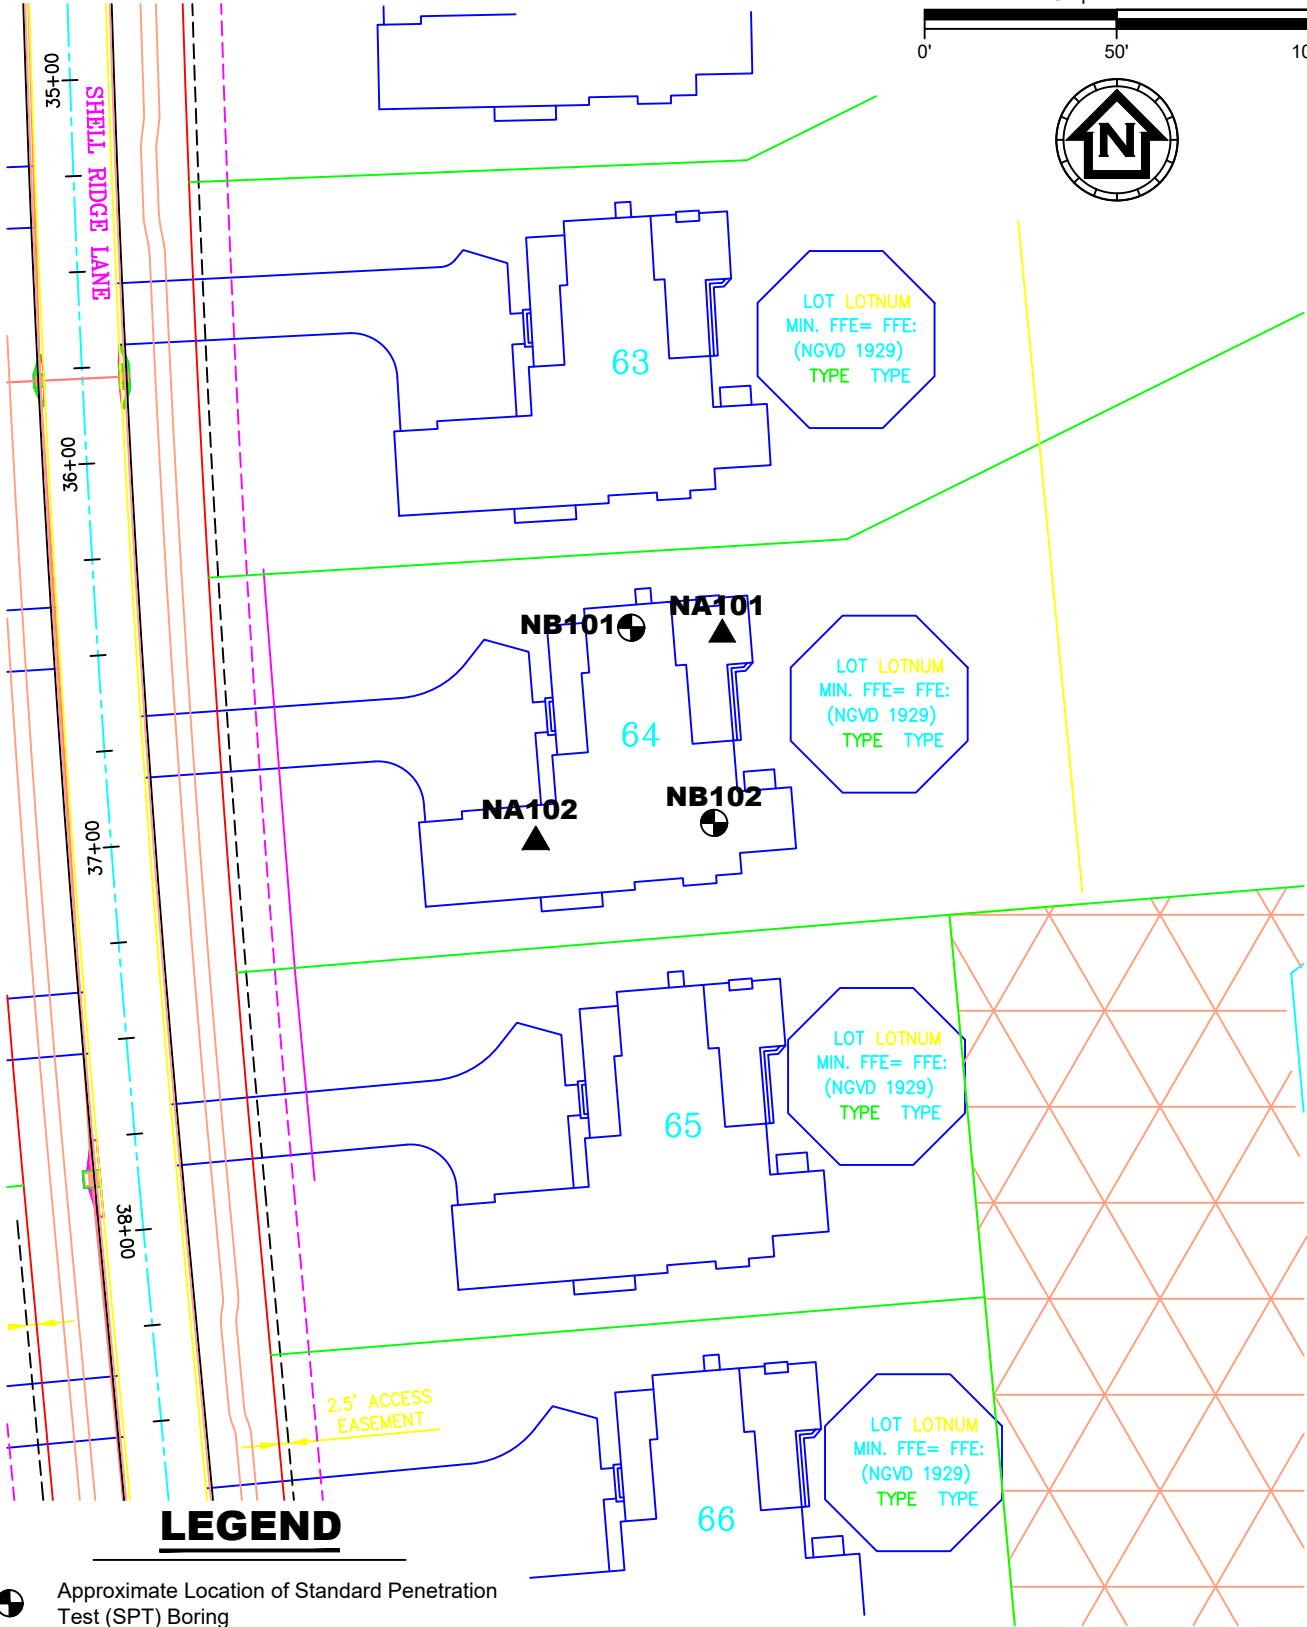 0'
50'
35+00
SHELL RIDGE LANE
N
LOT LOTNUM
MIN. FFE= FFE:
(NGVD 1929)
TYPE TYPE
63
36+00
NA101
NB101
LOT LOTNUM
MIN. FFE= FFE:
(NGVD 1929)
TYPE TYPE
64
NB102
NA102
37+00
LOT LOTNUM
MIN. FFE= FFE:
(NGVD 1929)
TYPE TYPE
65
38+00
2.5' ACCESS
EASEMENT
LOT LOTNUM
MIN. FFE= FFE:
(NGVD 1929)
TYPE TYPE
66
LEGEND
Approximate Location of Standard Penetration
Test (SPT) Boring